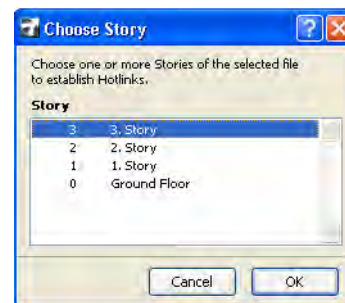 Choose Story
Choose one or more Stories of the selected file
to establish Hotlinks.
Story
3 3. Story
2 2. Story
1 1. Story
0 Ground Floor
Cancel OK